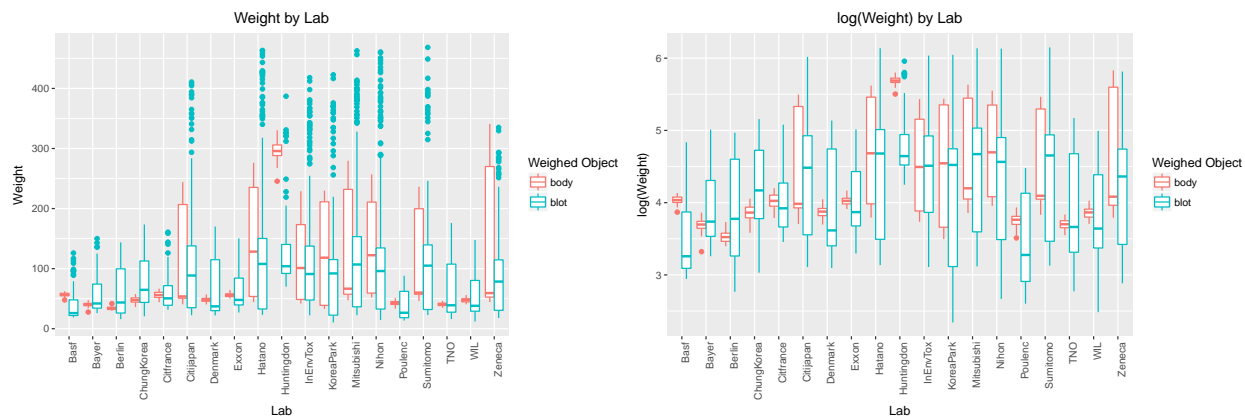 Weight by Lab
Weight
400
300
200
100
0
Basf
Bayer
Berlin
ChungKorea
Citfrance
Citijapan
Denmark
Exxon
Hatano
Huntingdon
InEnvTox
KoreaPark
Mitsubishi
Nihon
Poulenc
Sumitomo
TNO
WIL
Zeneca
Lab
Weighed Object
body
blot
log(Weight) by Lab
log(Weight)
6
5
4
3
Basf
Bayer
Berlin
ChungKorea
Citfrance
Citijapan
Denmark
Exxon
Hatano
Huntingdon
InEnvTox
KoreaPark
Mitsubishi
Nihon
Poulenc
Sumitomo
TNO
WIL
Zeneca
Lab
Weighed Object
body
blot